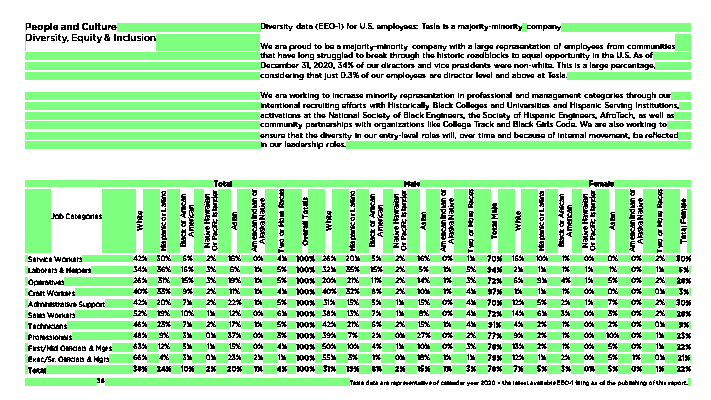 People and Culture
Diversity, Equity & Inclusion
Diversity data (EEO-1) for U.S. employees: Tesla is a majority-minority company
We are proud to be a majority-minority company with a large representation of employees from communities
that have long struggled to break through the historic roadblocks to equal opportunity in the U.S. As of
December 31, 2020, 34% of our directors and vice presidents were non-white. This is a large percentage,
considering that just 0.3% of our employees are director level and above at Tesla.
We are working to increase minority representation in professional and management categories through our
intentional recruiting efforts with Historically Black Colleges and Universities and Hispanic Serving Institutions,
activations at the National Society of Black Engineers, the Society of Hispanic Engineers, AfroTech, as well as
community partnerships with organizations like College Track and Black Girls Code. We are also working to
ensure that the diversity in our entry-level roles will, over time and because of internal movement, be reflected
in our leadership roles.
Total Male Female
Job Categories White Hispanic or Latino Black or African American Native Hawaiian Or Pacific Islander Asian American Indian or Alaska Native Two or More Races Overall Totals White Hispanic or Latino Black or African American Native Hawaiian Or Pacific Islander Asian American Indian or Alaska Native Two or More Races Total Male White Hispanic or Latino Black or African American Native Hawaiian Or Pacific Islander Asian American Indian or Alaska Native Two or More Races Total Female
Service Workers 42% 30% 6% 2% 16% 0% 4% 100% 26% 20% 5% 2% 16% 0% 1% 70% 16% 10% 1% 0% 0% 0% 2% 30%
Laborers & Helpers 34% 36% 16% 3% 6% 1% 5% 100% 32% 35% 15% 2% 5% 1% 5% 94% 2% 1% 1% 1% 1% 0% 1% 6%
Operatives 26% 31% 15% 3% 19% 1% 5% 100% 20% 21% 11% 2% 14% 1% 3% 72% 6% 9% 4% 1% 5% 0% 2% 28%
Craft Workers 40% 33% 9% 2% 11% 1% 4% 100% 40% 32% 8% 2% 10% 1% 4% 97% 1% 1% 1% 0% 0% 0% 0% 3%
Administrative Support 42% 20% 7% 2% 22% 1% 5% 100% 31% 15% 5% 1% 15% 0% 4% 70% 12% 5% 2% 1% 7% 0% 2% 30%
Sales Workers 52% 19% 10% 1% 12% 0% 6% 100% 38% 13% 7% 1% 8% 0% 4% 72% 14% 6% 3% 0% 3% 0% 2% 28%
Technicians 46% 23% 7% 2% 17% 1% 5% 100% 42% 21% 6% 2% 15% 1% 4% 91% 4% 2% 1% 0% 2% 0% 0% 9%
Professionals 48% 9% 3% 0% 37% 0% 2% 100% 39% 7% 2% 0% 27% 0% 2% 77% 9% 2% 1% 0% 10% 0% 1% 23%
First/Mid Officials & Mgrs 63% 12% 5% 1% 15% 0% 4% 100% 50% 10% 4% 1% 10% 0% 3% 78% 13% 2% 1% 0% 5% 0% 1% 22%
Exec/Sr. Officials & Mgrs 66% 4% 3% 0% 23% 2% 1% 100% 55% 3% 1% 0% 18% 1% 1% 79% 12% 1% 2% 0% 5% 1% 0% 21%
Total 38% 24% 10% 2% 20% 1% 4% 100% 31% 19% 8% 2% 15% 1% 3% 78% 7% 5% 3% 0% 5% 0% 1% 22%
36
Tesla data are representative of calendar year 2020 – the latest available EEO-1 filing as of the publishing of this report.